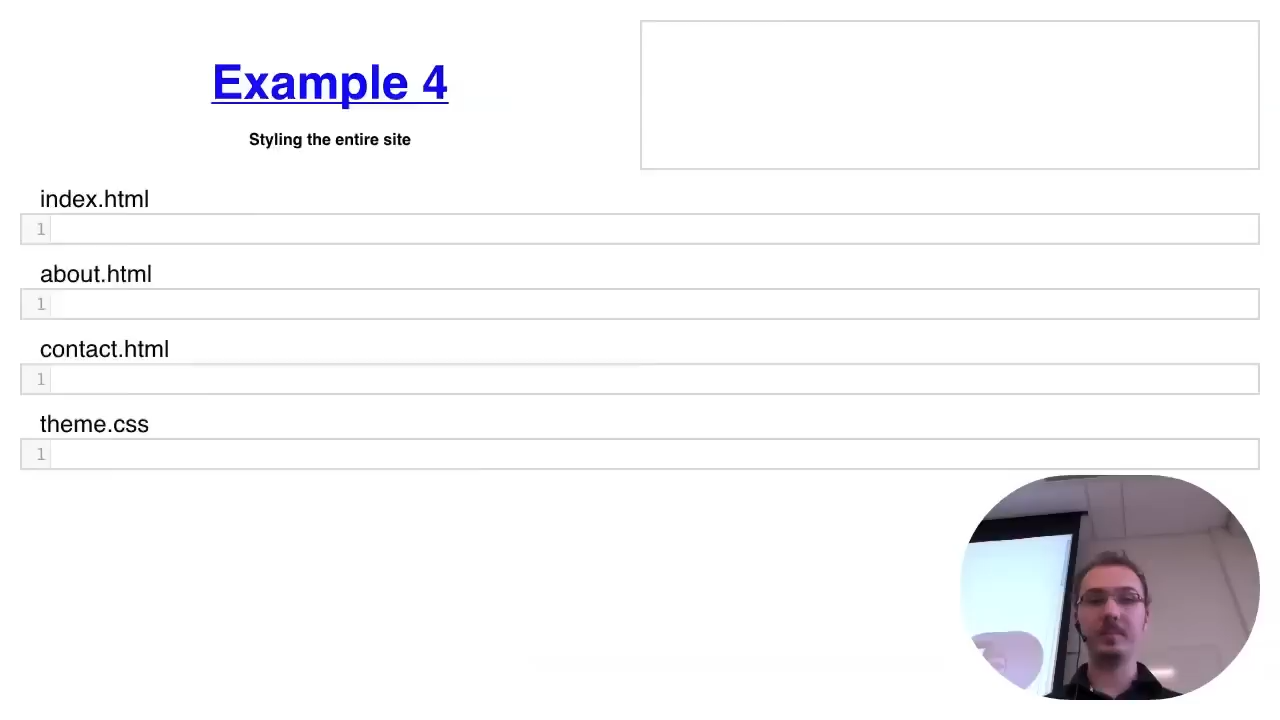 Example 4
Styling the entire site
index.html
1
about.html
1
contact.html
1
theme.css
1